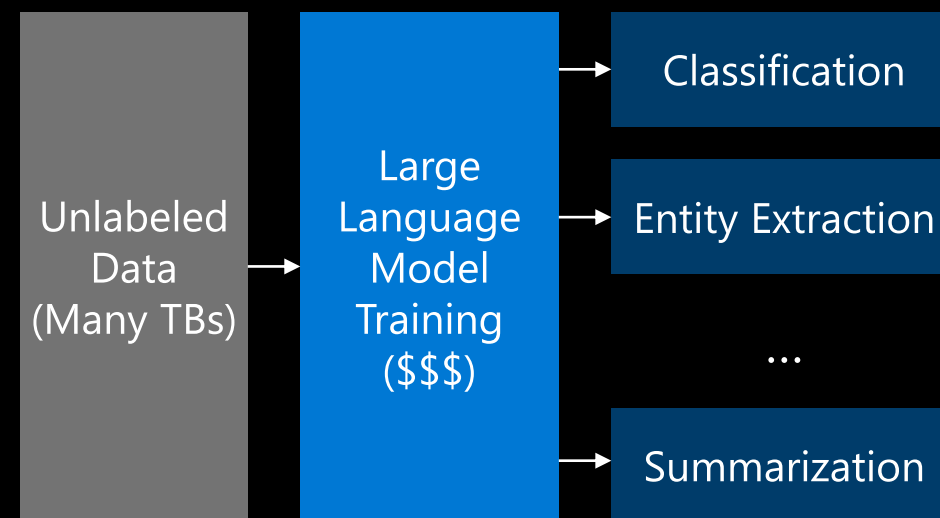 Unlabeled
Data
(Many TBs)
Large
Language
Model
Training
($$$)
Classification
Entity Extraction
...
Summarization